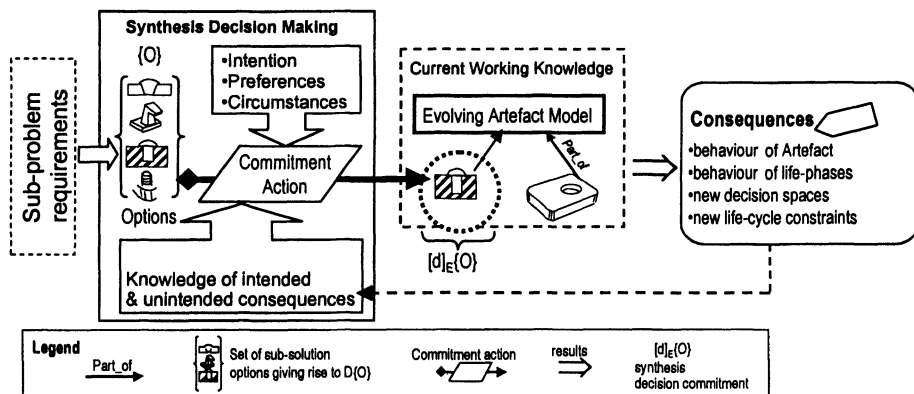 Synthesis Decision Making
{O}
•Intention
•Preferences
•Circumstances
Sub-problem
requirements
Commitment
Action
Options
Knowledge of intended
& unintended consequences
Current Working Knowledge
Evolving Artefact Model
Part_of
[d]E{O}
Consequences
•behaviour of Artefact
•behaviour of life-phases
•new decision spaces
•new life-cycle constraints
Legend
Part_of
Set of sub-solution
options giving rise to D{O}
Commitment action
results
[d]E{O}
synthesis
decision commitment